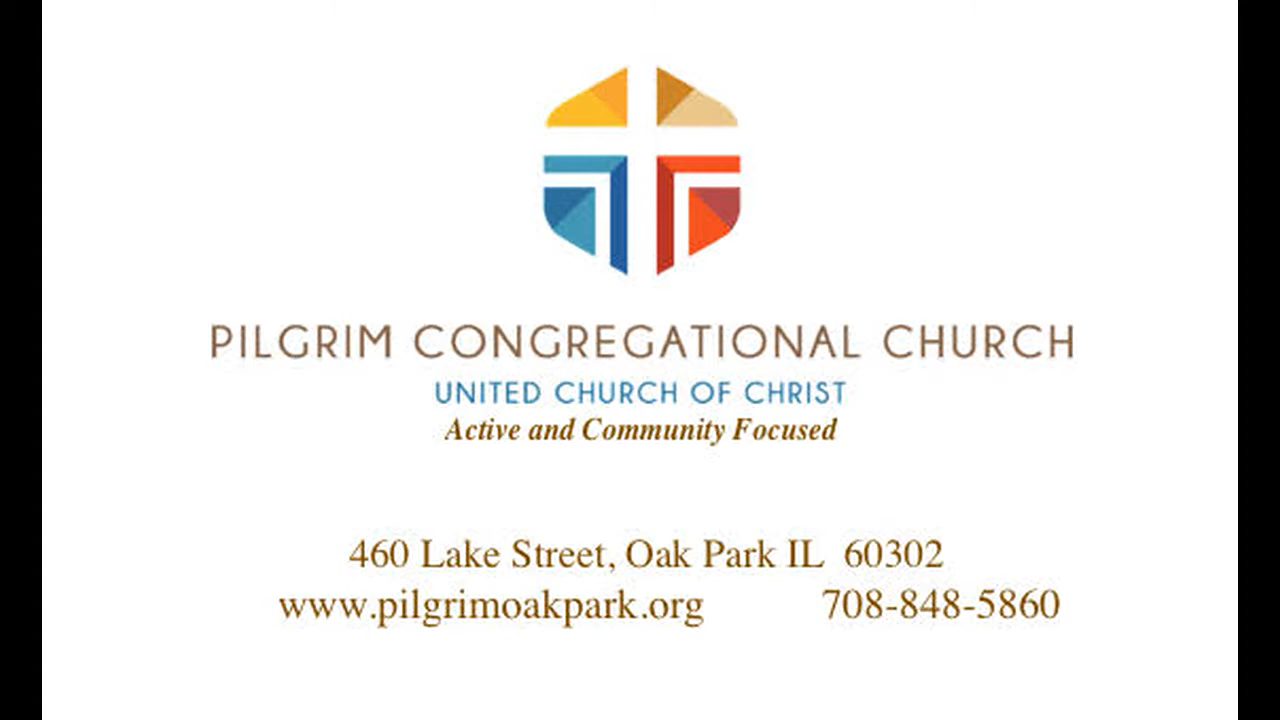 PILGRIM CONGREGATIONAL CHURCH
UNITED CHURCH OF CHRIST
Active and Community Focused
460 Lake Street, Oak Park IL  60302
www.pilgrimoakpark.org 708-848-5860